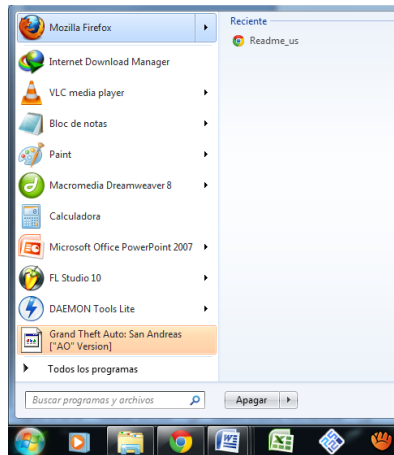 Mozilla Firefox
Internet Download Manager
VLC media player
Bloc de notas
Paint
Macromedia Dreamweaver 8
Calculadora
Microsoft Office PowerPoint 2007
FL Studio 10
DAEMON Tools Lite
Grand Theft Auto: San Andreas
["AO" Version]
Todos los programas
Buscar programas y archivos
Reciente
Readme_us
Apagar